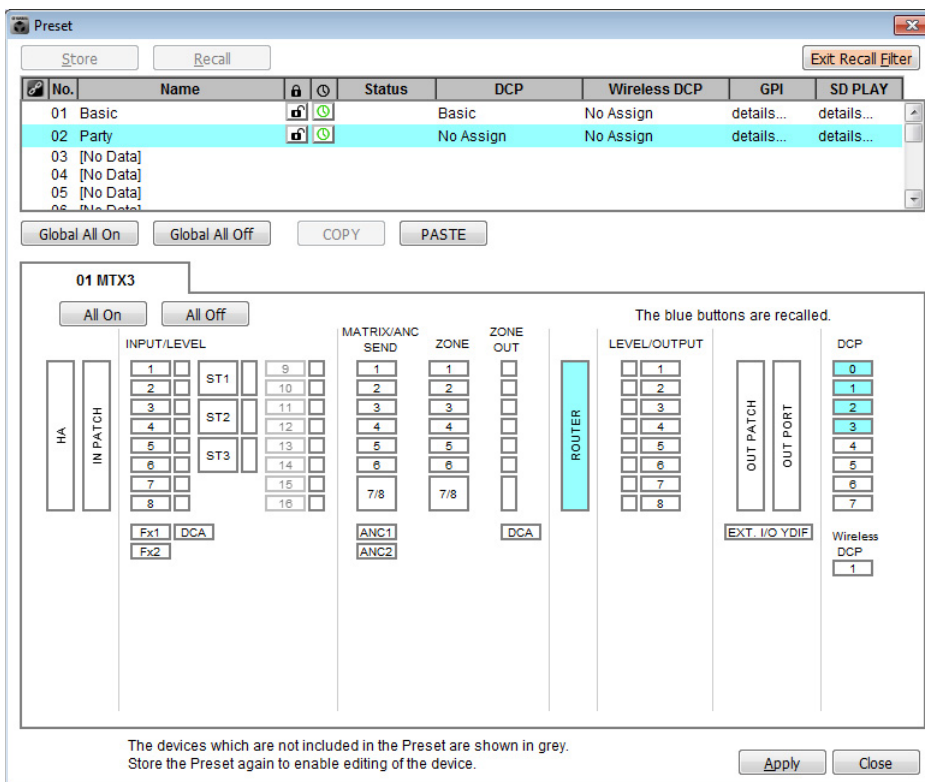 Preset
Store Recall Exit Recall Filter
No. Name Status DCP Wireless DCP GPI SD PLAY
01 Basic Basic No Assign details... details...
02 Party No Assign No Assign details... details...
03 [No Data]
04 [No Data]
05 [No Data]
06 [No Data]
Global All On Global All Off COPY PASTE
01 MTX3
All On All Off The blue buttons are recalled.
INPUT/LEVEL MATRIX/ANC SEND ZONE ZONE OUT LEVEL/OUTPUT DCP
HA IN PATCH ROUTER OUT PATCH OUT PORT
1 ST1 9 1 1 1 0
2 10 2 2 2 1
3 ST2 11 3 3 3 2
4 12 4 4 4 3
5 ST3 13 5 5 5 4
6 14 6 6 6 5
7 15 7/8 7/8 7 6
8 16 8 7
Fx1 DCA ANC1 DCA EXT. I/O YDIF Wireless DCP
Fx2 ANC2 1
The devices which are not included in the Preset are shown in grey.
Store the Preset again to enable editing of the device.
Apply Close